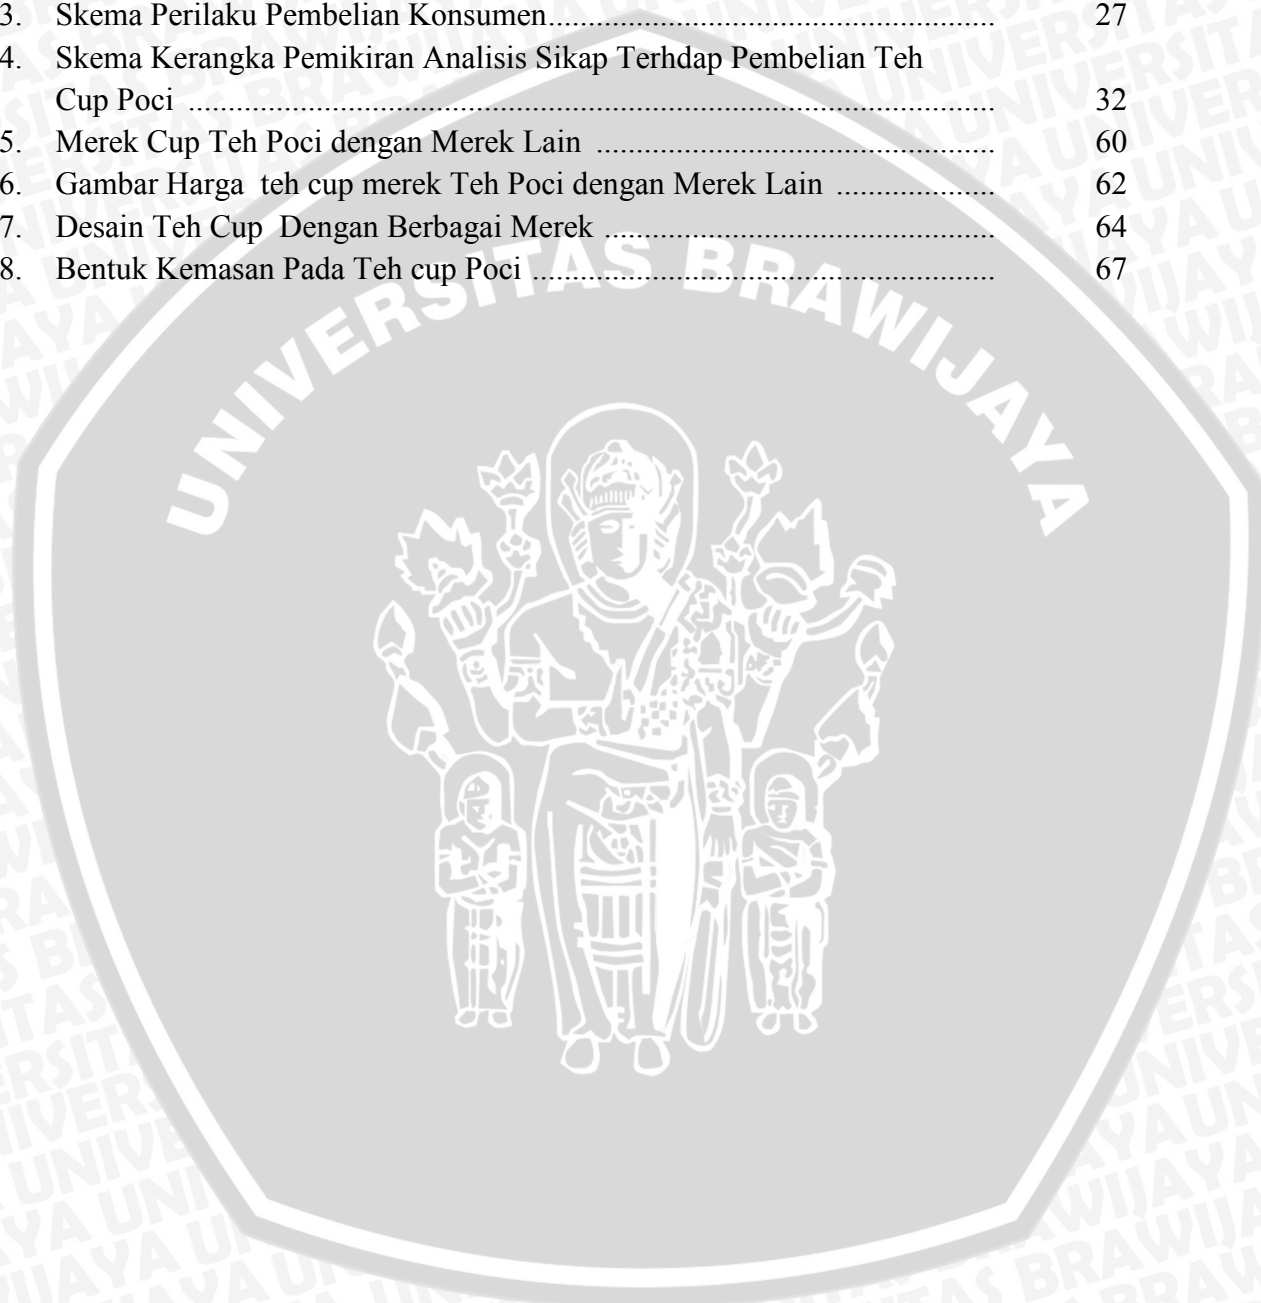 3. Skema Perilaku Pembelian Konsumen........................................................ 27
4. Skema Kerangka Pemikiran Analisis Sikap Terhdap Pembelian Teh
Cup Poci ...................................................................................................... 32
5. Merek Cup Teh Poci dengan Merek Lain .................................................. 60
6. Gambar Harga teh cup merek Teh Poci dengan Merek Lain .................... 62
7. Desain Teh Cup Dengan Berbagai Merek ................................................. 64
8. Bentuk Kemasan Pada Teh cup Poci .......................................................... 67
UNIVERSITAS BRAWIJAYA